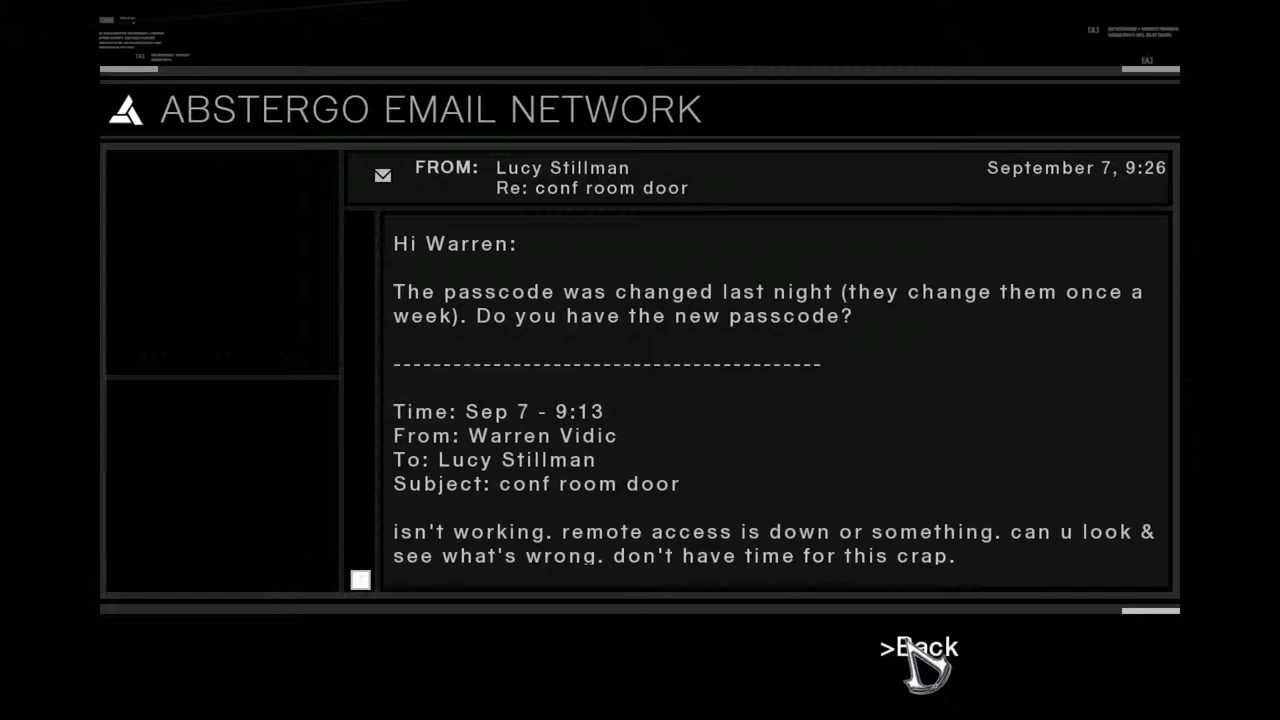 ABSTERGO EMAIL NETWORK
FROM: Lucy Stillman September 7, 9:26
Re: conf room door
Hi Warren:
The passcode was changed last night (they change them once a
week). Do you have the new passcode?
-------------------------------------------
Time: Sep 7 - 9:13
From: Warren Vidic
To: Lucy Stillman
Subject: conf room door
isn't working. remote access is down or something. can u look &
see what's wrong. don't have time for this crap.
>Back